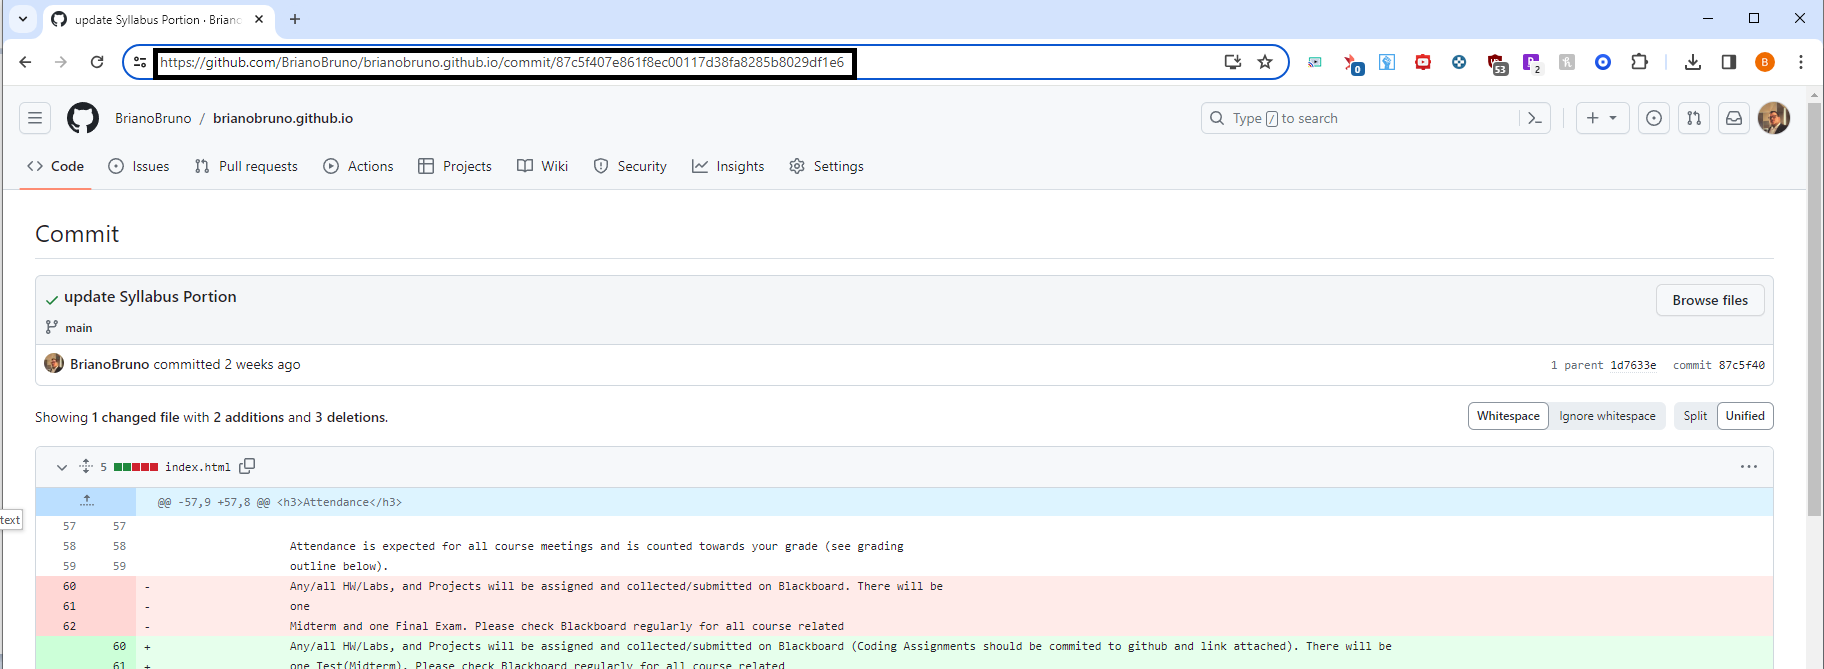 update Syllabus Portion · Briano
https://github.com/BrianoBruno/brianobruno.github.io/commit/87c5f407e861f8ec00117d38fa8285b8029df1e6
0
53
2
B
BrianoBruno / brianobruno.github.io
Type / to search
Code Issues Pull requests Actions Projects Wiki Security Insights Settings
Commit
update Syllabus Portion
Browse files
main
BrianoBruno committed 2 weeks ago
1 parent 1d7633e commit 87c5f40
Showing 1 changed file with 2 additions and 3 deletions.
Whitespace Ignore whitespace Split Unified
5 index.html
@@ -57,9 +57,8 @@ <h3>Attendance</h3>
text
57 57
58 58 Attendance is expected for all course meetings and is counted towards your grade (see grading
59 59 outline below).
60 - Any/all HW/Labs, and Projects will be assigned and collected/submitted on Blackboard. There will be
61 - one
62 - Midterm and one Final Exam. Please check Blackboard regularly for all course related
60 + Any/all HW/Labs, and Projects will be assigned and collected/submitted on Blackboard (Coding Assignments should be commited to github and link attached). There will be
61 + one Test(Midterm). Please check Blackboard regularly for all course related